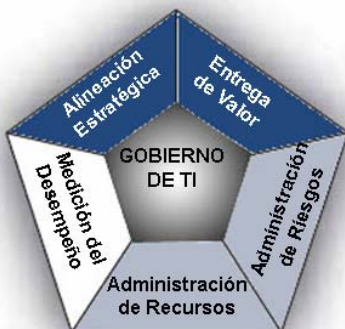 Alineación
Estratégica
Entrega
de Valor
GOBIERNO
DE TI
Medición del
Desempeño
Administración
de Riesgos
Administración
de Recursos